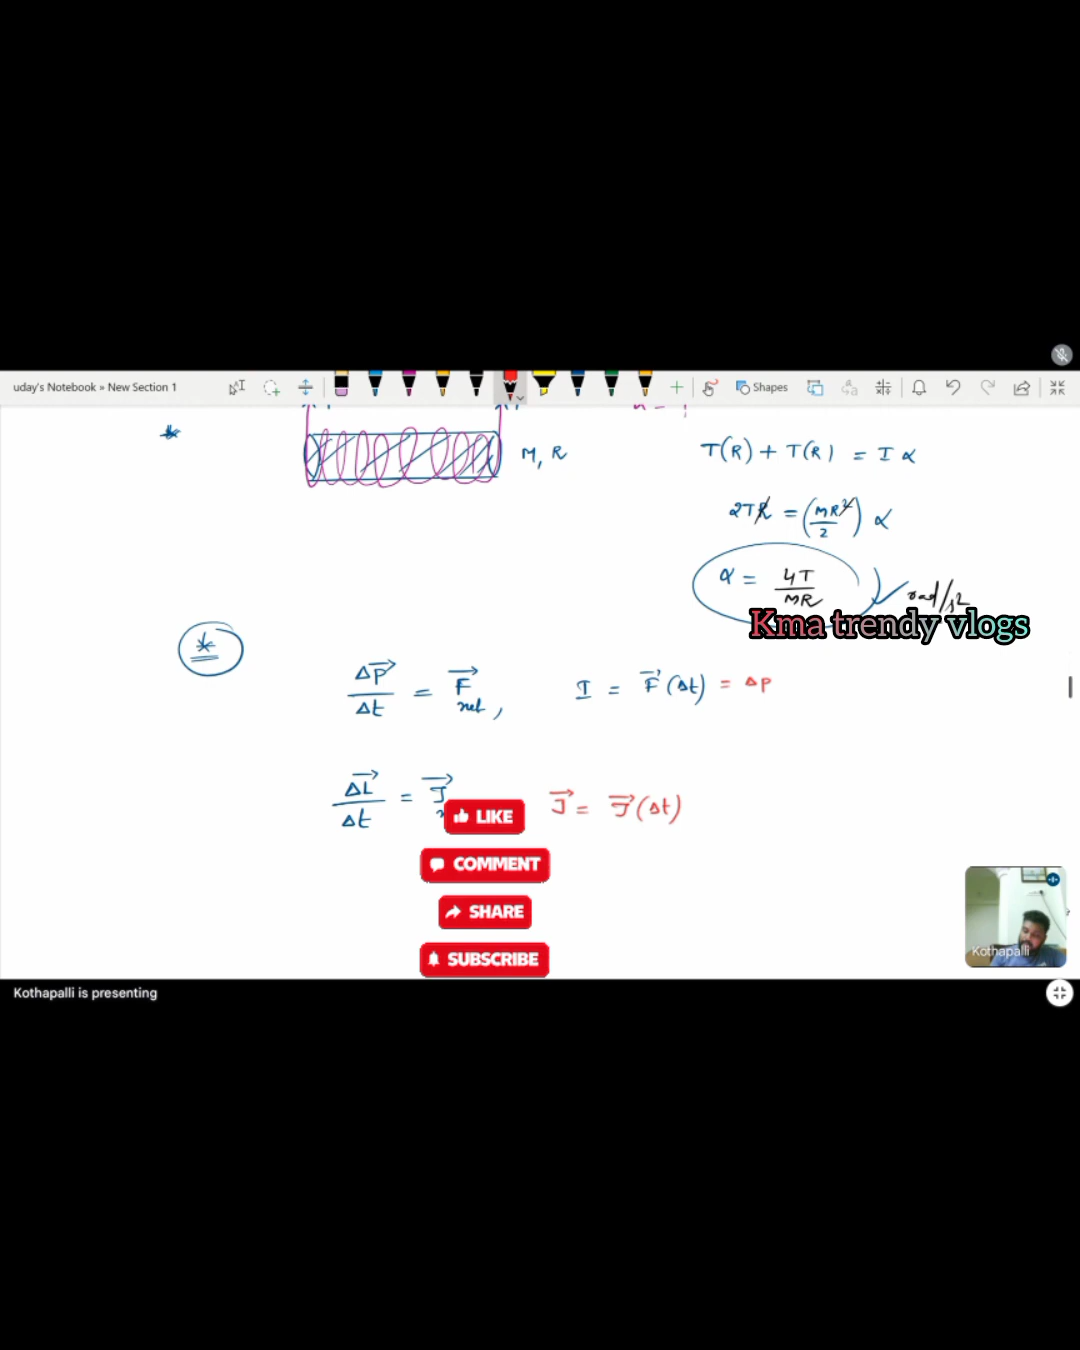 uday's Notebook » New Section 1
Shapes
*
M, R
T(R) + T(R) = I α
2TR = (MR²/2) α
α = 4T/MR rad/s²
Kma trendy vlogs
*
ΔP⃗/Δt = F⃗ net, I = F⃗ (Δt) = ΔP
ΔL⃗/Δt = J⃗ J⃗ = J⃗ (Δt)
LIKE
COMMENT
SHARE
SUBSCRIBE
Kothapalli
Kothapalli is presenting